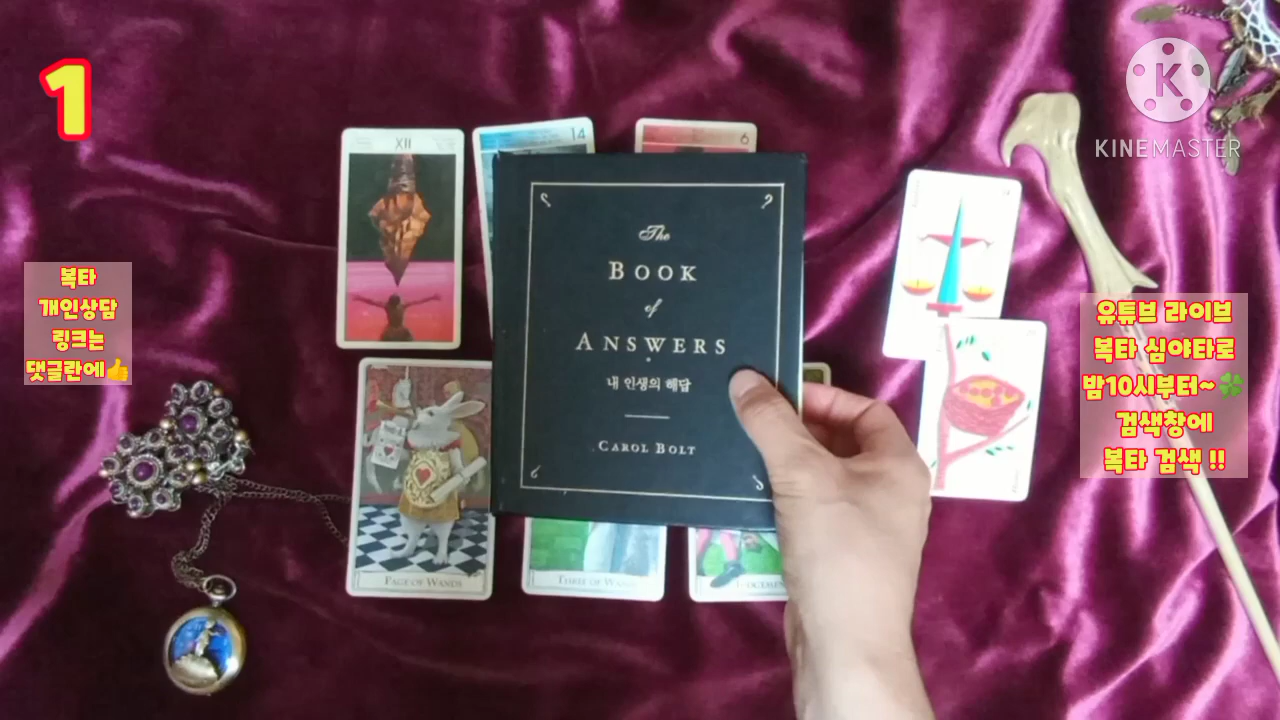 1
KINEMASTER
XII
14
6
The
BOOK
of
ANSWERS
내 인생의 해답
CAROL BOLT
복타
개인상담
링크는
댓글란에👍
유튜브 라이브
복타 심야타로
밤10시부터~🍀
검색창에
복타 검색 !!
PAGE OF WANDS
THREE OF WAN